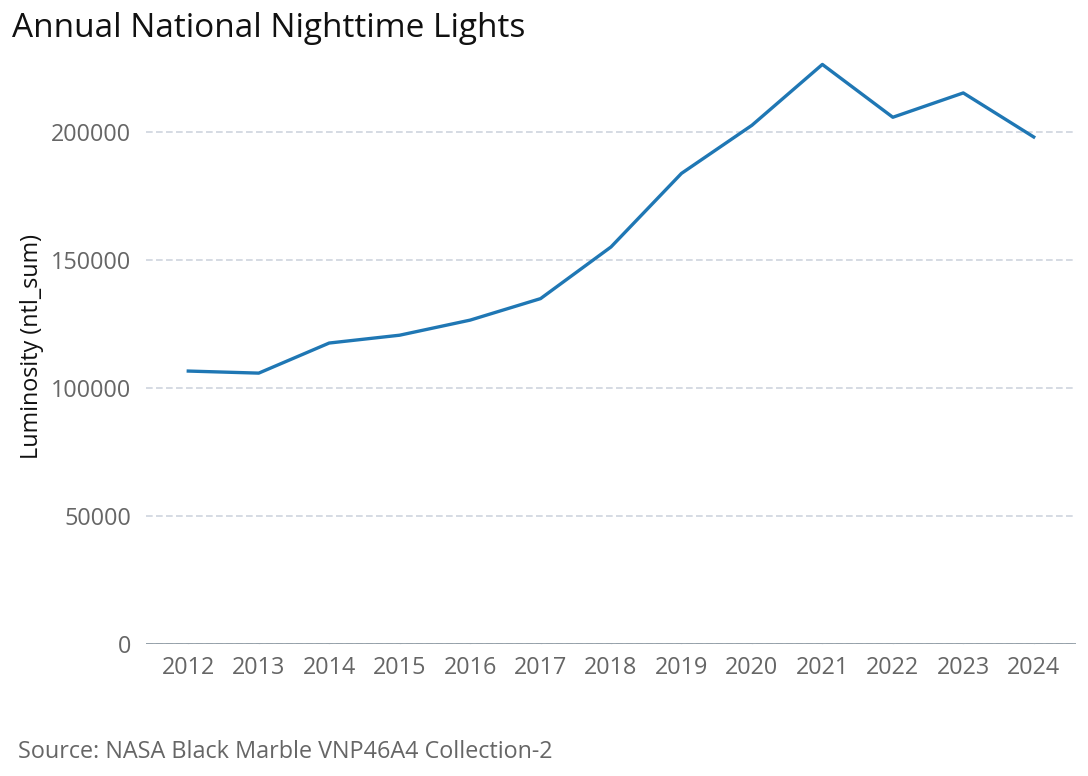 Annual National Nighttime Lights
Luminosity (ntl_sum)
200000
150000
100000
50000
0
2012 2013 2014 2015 2016 2017 2018 2019 2020 2021 2022 2023 2024
Source: NASA Black Marble VNP46A4 Collection-2